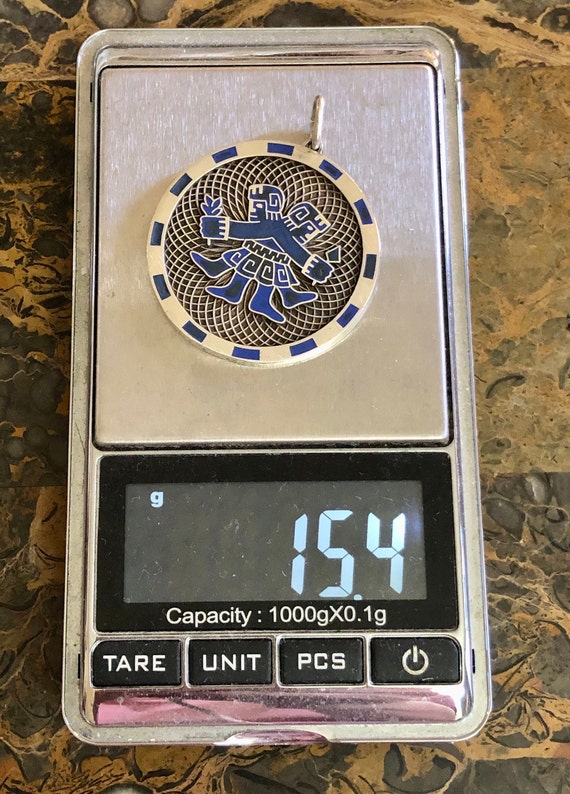 g
15.4
Capacity : 1000gX0.1g
TARE UNIT PCS